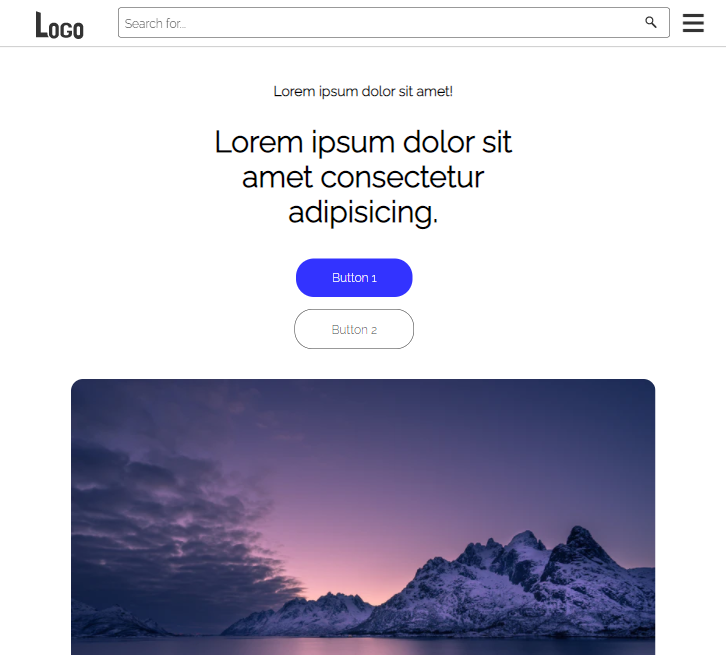 Logo
Search for...
Lorem ipsum dolor sit amet!
Lorem ipsum dolor sit
amet consectetur
adipisicing.
Button 1
Button 2